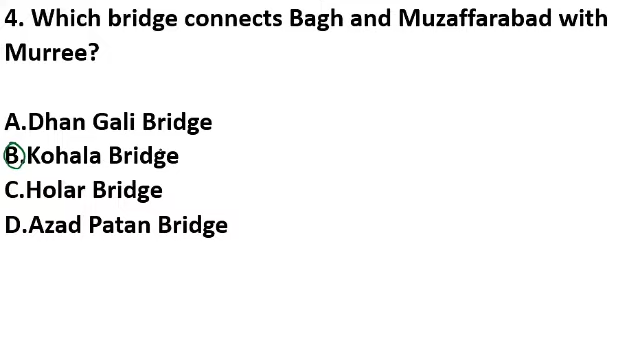 4. Which bridge connects Bagh and Muzaffarabad with
Murree?
A.Dhan Gali Bridge
B.Kohala Bridge
C.Holar Bridge
D.Azad Patan Bridge